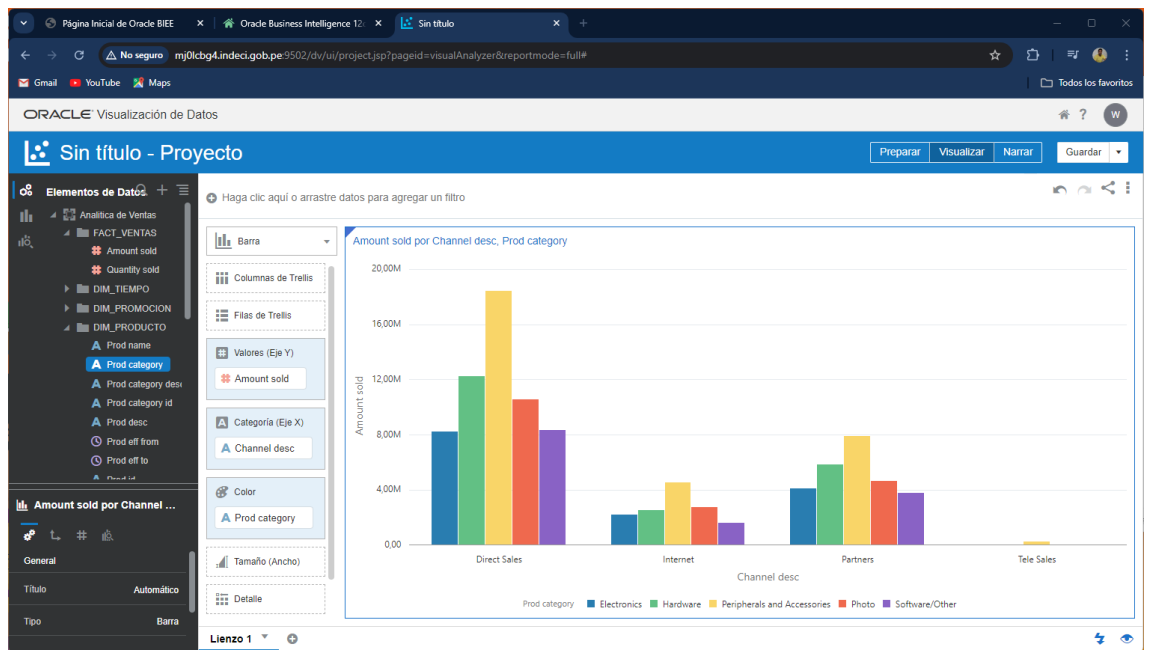 Página Inicial de Oracle BIEE
Oracle Business Intelligence 12c
Sin título
No seguro
mj0lcbg4.indeci.gob.pe:9502/dv/ui/project.jsp?pageid=visualAnalyzer&reportmode=full#
Gmail
YouTube
Maps
Todos los favoritos
ORACLE Visualización de Datos
? W
Sin título - Proyecto
Preparar
Visualizar
Narrar
Guardar
Elementos de Datos
Haga clic aquí o arrastre datos para agregar un filtro
Analítica de Ventas
FACT_VENTAS
Amount sold
Quantity sold
DIM_TIEMPO
DIM_PROMOCION
DIM_PRODUCTO
Prod name
Prod category
Prod category desc
Prod category id
Prod desc
Prod eff from
Prod eff to
Prod id
Amount sold por Channel ...
General
Título Automático
Tipo Barra
Barra
Columnas de Trellis
Filas de Trellis
Valores (Eje Y)
Amount sold
Categoría (Eje X)
Channel desc
Color
Prod category
Tamaño (Ancho)
Detalle
Amount sold por Channel desc, Prod category
20,00M
16,00M
12,00M
8,00M
4,00M
0,00
Amount sold
Direct Sales
Internet
Partners
Tele Sales
Channel desc
Prod category Electronics Hardware Peripherals and Accessories Photo Software/Other
Lienzo 1